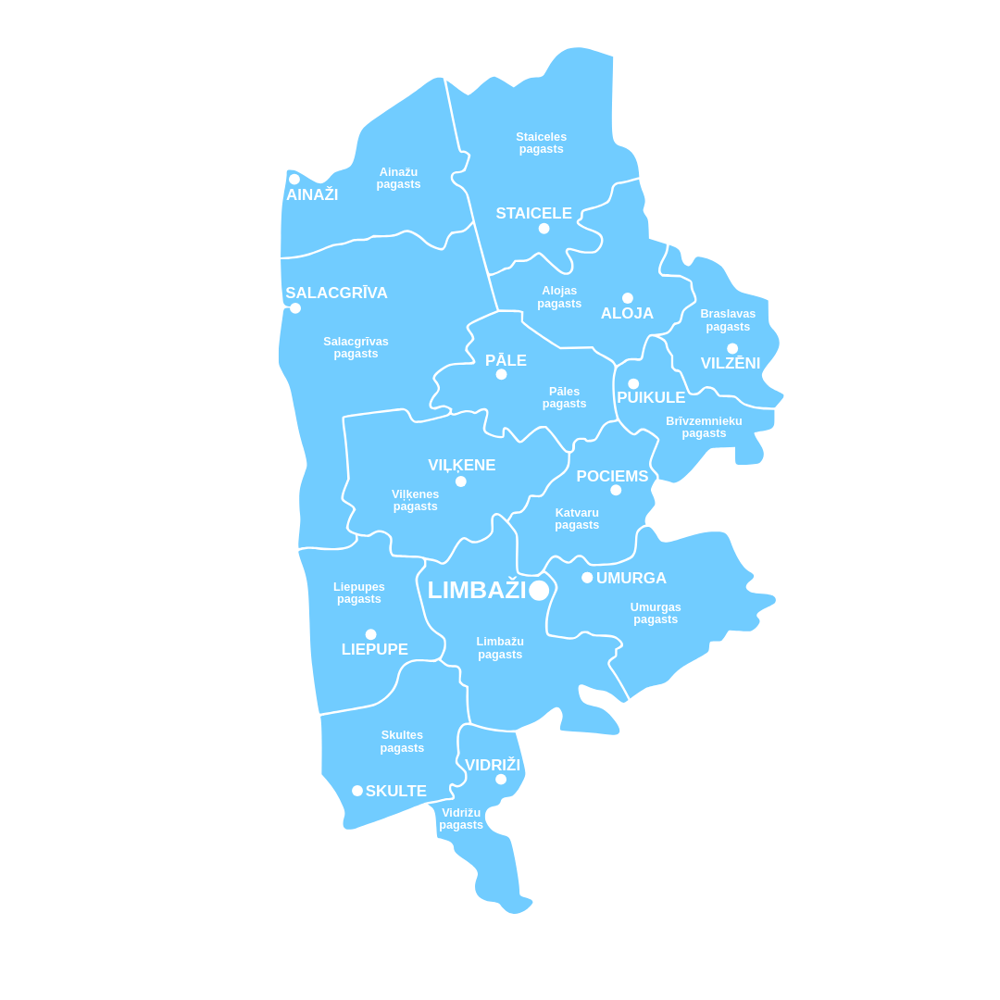 Staiceles
pagasts
Ainažu
pagasts
AINAŽI
STAICELE
SALACGRĪVA
Alojas
pagasts
ALOJA
Braslavas
pagasts
Salacgrīvas
pagasts
PĀLE
VILZĒNI
Pāles
pagasts
PUIKULE
Brīvzemnieku
pagasts
VIĻĶENE
POCIEMS
Viļķenes
pagasts
Katvaru
pagasts
Liepupes
pagasts
LIMBAŽI
UMURGA
Umurgas
pagasts
LIEPUPE
Limbažu
pagasts
Skultes
pagasts
VIDRIŽI
SKULTE
Vidrižu
pagasts